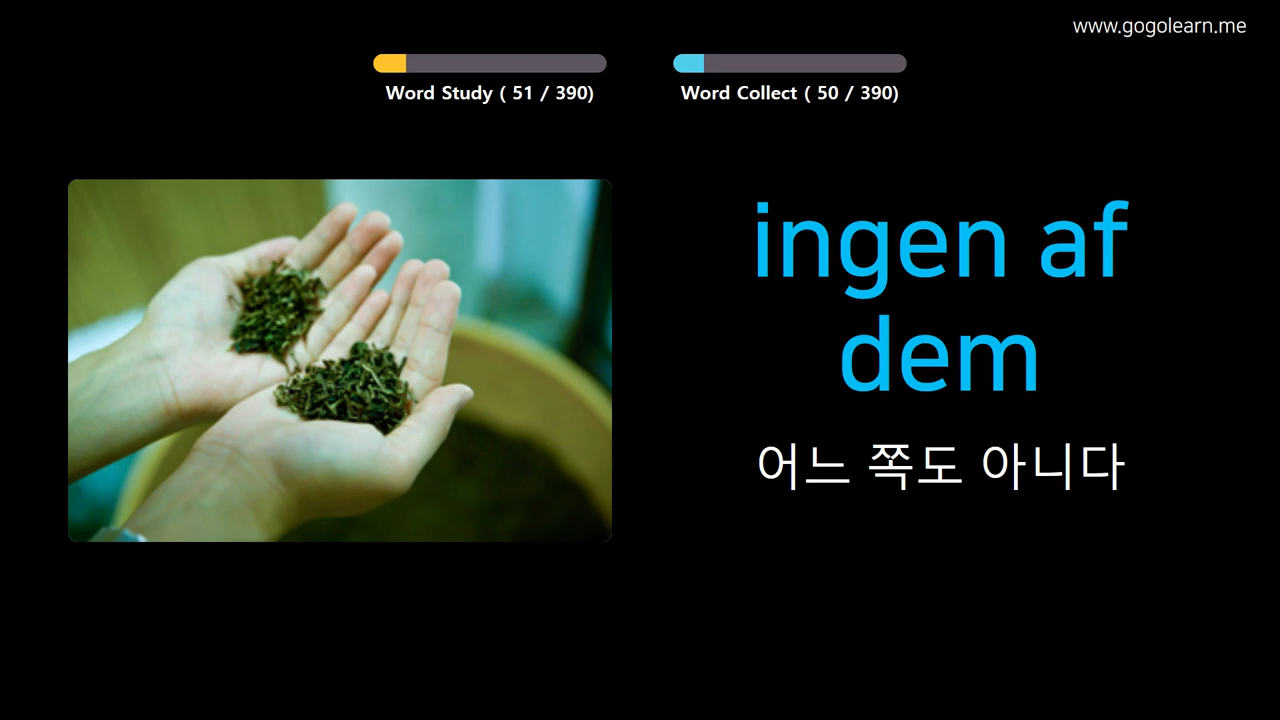 www.gogolearn.me
Word Study ( 51 / 390)
Word Collect ( 50 / 390)
ingen af
dem
어느 쪽도 아니다